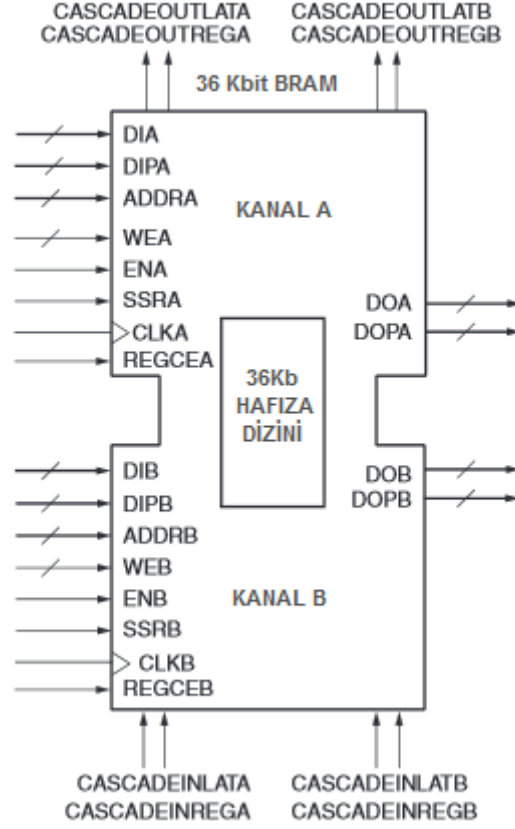 CASCADEOUTLATA CASCADEOUTLATB
CASCADEOUTREGA CASCADEOUTREGB
36 Kbit BRAM
DIA
DIPA
ADDRA
KANAL A
WEA
ENA
SSRA
DOA
CLKA
DOPA
REGCEA
36Kb
HAFIZA
DİZİNİ
DIB
DOB
DIPB
DOPB
ADDRB
WEB
ENB
KANAL B
SSRB
CLKB
REGCEB
CASCADEINLATA CASCADEINLATB
CASCADEINREGA CASCADEINREGB